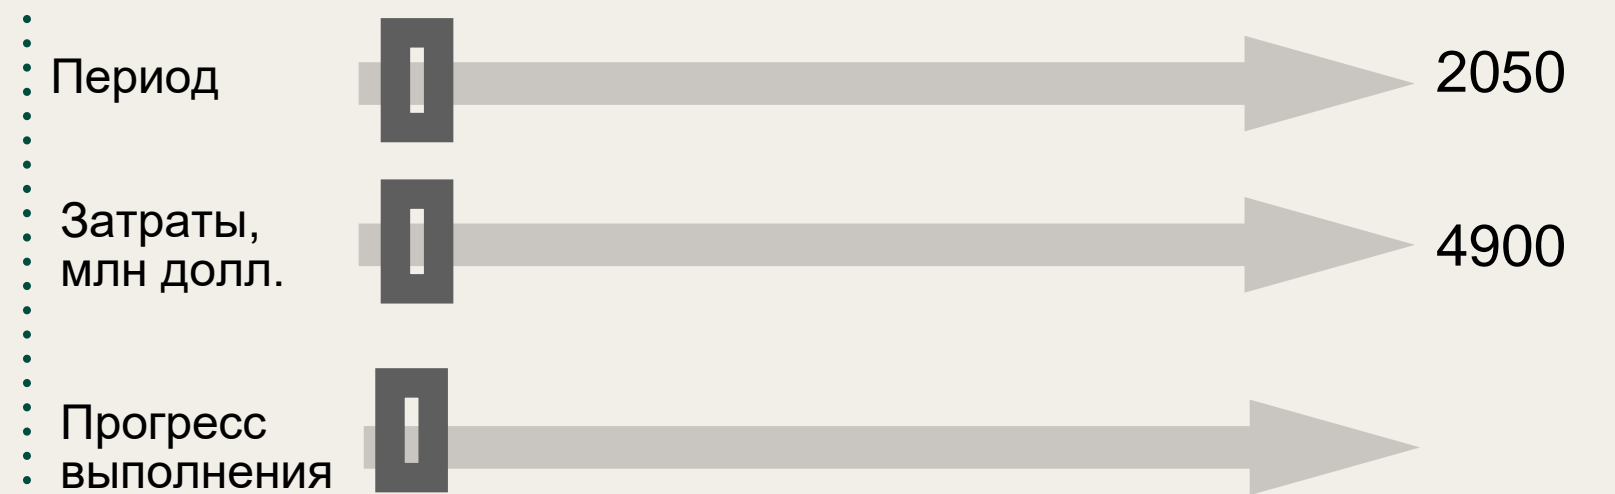 Период
2050
Затраты,
млн долл.
4900
Прогресс
выполнения